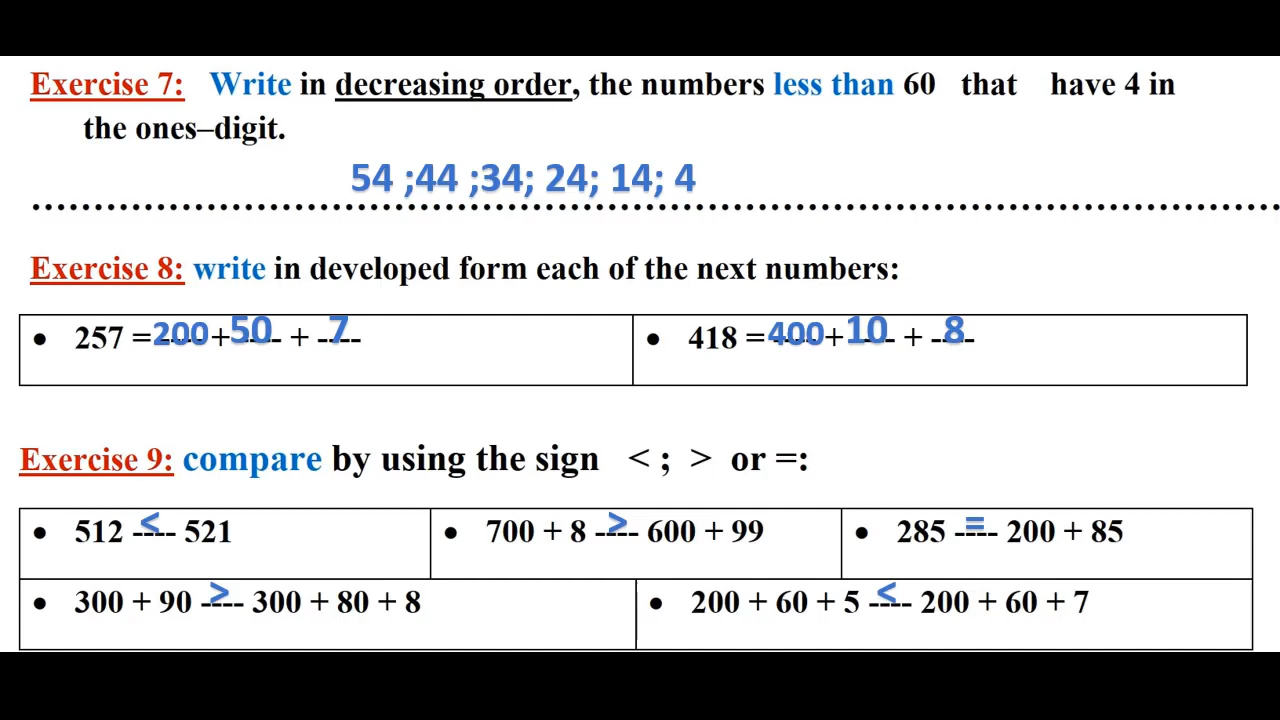 Exercise 7: Write in decreasing order, the numbers less than 60 that have 4 in
the ones–digit.
54 ;44 ;34; 24; 14; 4
Exercise 8: write in developed form each of the next numbers:
• 257 = 200 + 50 + 7
• 418 = 400 + 10 + 8
Exercise 9: compare by using the sign < ; > or =:
• 512 < 521
• 700 + 8 > 600 + 99
• 285 = 200 + 85
• 300 + 90 > 300 + 80 + 8
• 200 + 60 + 5 < 200 + 60 + 7